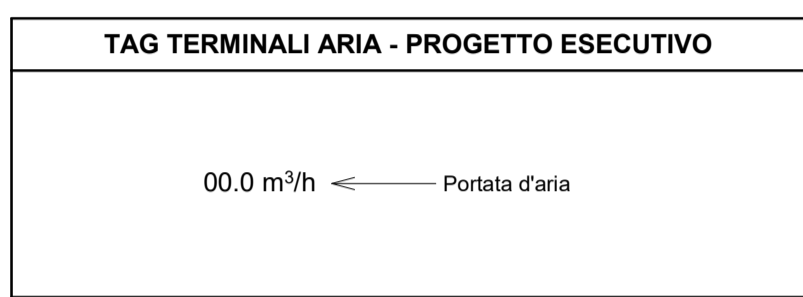 TAG TERMINALI ARIA - PROGETTO ESECUTIVO
00.0 m³/h Portata d'aria